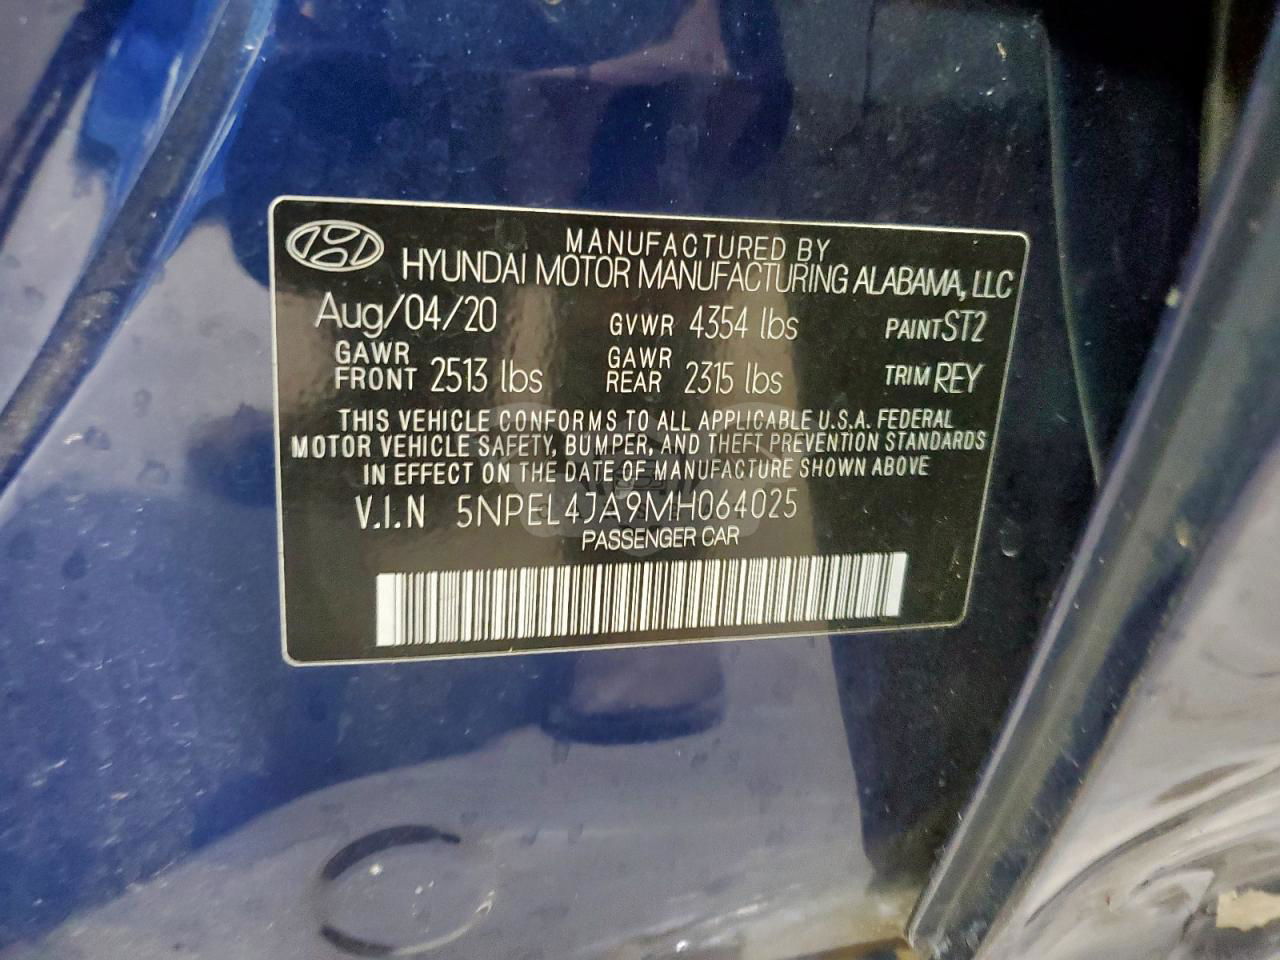 MANUFACTURED BY
HYUNDAI MOTOR MANUFACTURING ALABAMA, LLC
Aug/04/20 GVWR 4354 lbs PAINT ST2
GAWR FRONT 2513 lbs GAWR REAR 2315 lbs TRIM REY
THIS VEHICLE CONFORMS TO ALL APPLICABLE U.S.A. FEDERAL
MOTOR VEHICLE SAFETY, BUMPER, AND THEFT PREVENTION STANDARDS
IN EFFECT ON THE DATE OF MANUFACTURE SHOWN ABOVE
V.I.N 5NPEL4JA9MH064025
PASSENGER CAR